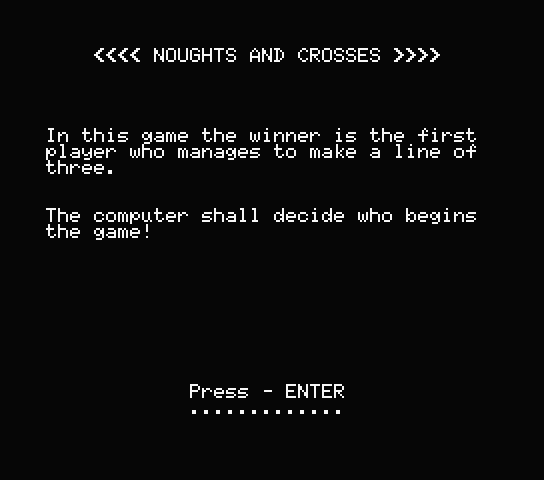 <<<< NOUGHTS AND CROSSES >>>>
In this game the winner is the first
player who manages to make a line of
three.
The computer shall decide who begins
the game!
Press - ENTER
.............